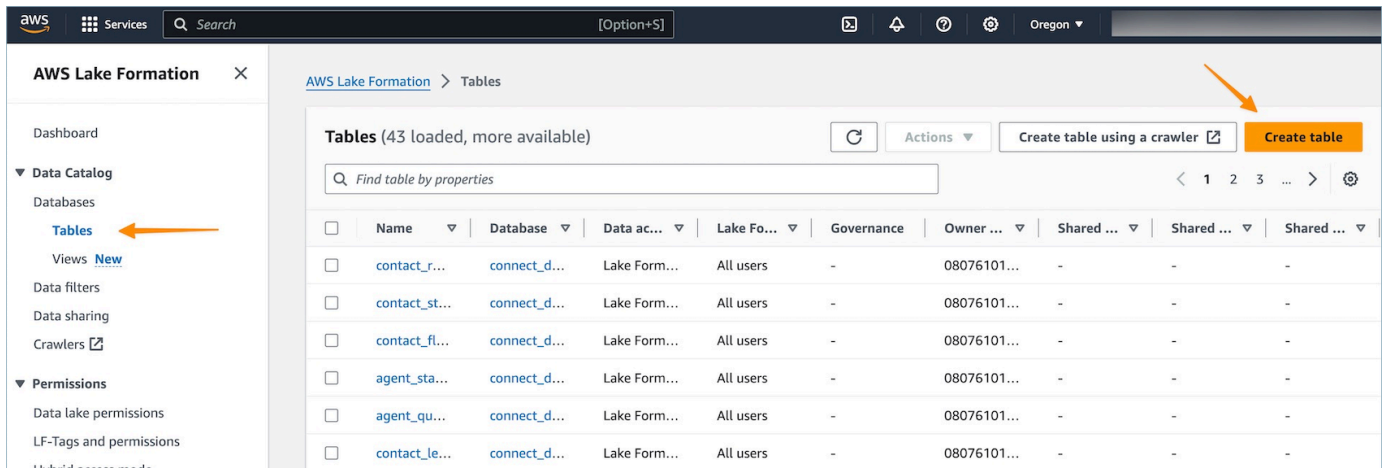 aws Services Search [Option+S] Oregon
AWS Lake Formation
Dashboard
Data Catalog
Databases
Tables
Views New
Data filters
Data sharing
Crawlers
Permissions
Data lake permissions
LF-Tags and permissions
Hybrid access mode
AWS Lake Formation > Tables
Tables (43 loaded, more available) Actions Create table using a crawler Create table
Find table by properties 1 2 3 ...
Name Database Data ac... Lake Fo... Governance Owner ... Shared ... Shared ... Shared ...
contact_r... connect_d... Lake Form... All users - 08076101... - - -
contact_st... connect_d... Lake Form... All users - 08076101... - - -
contact_fl... connect_d... Lake Form... All users - 08076101... - - -
agent_sta... connect_d... Lake Form... All users - 08076101... - - -
agent_qu... connect_d... Lake Form... All users - 08076101... - - -
contact_le... connect_d... Lake Form... All users - 08076101... - - -